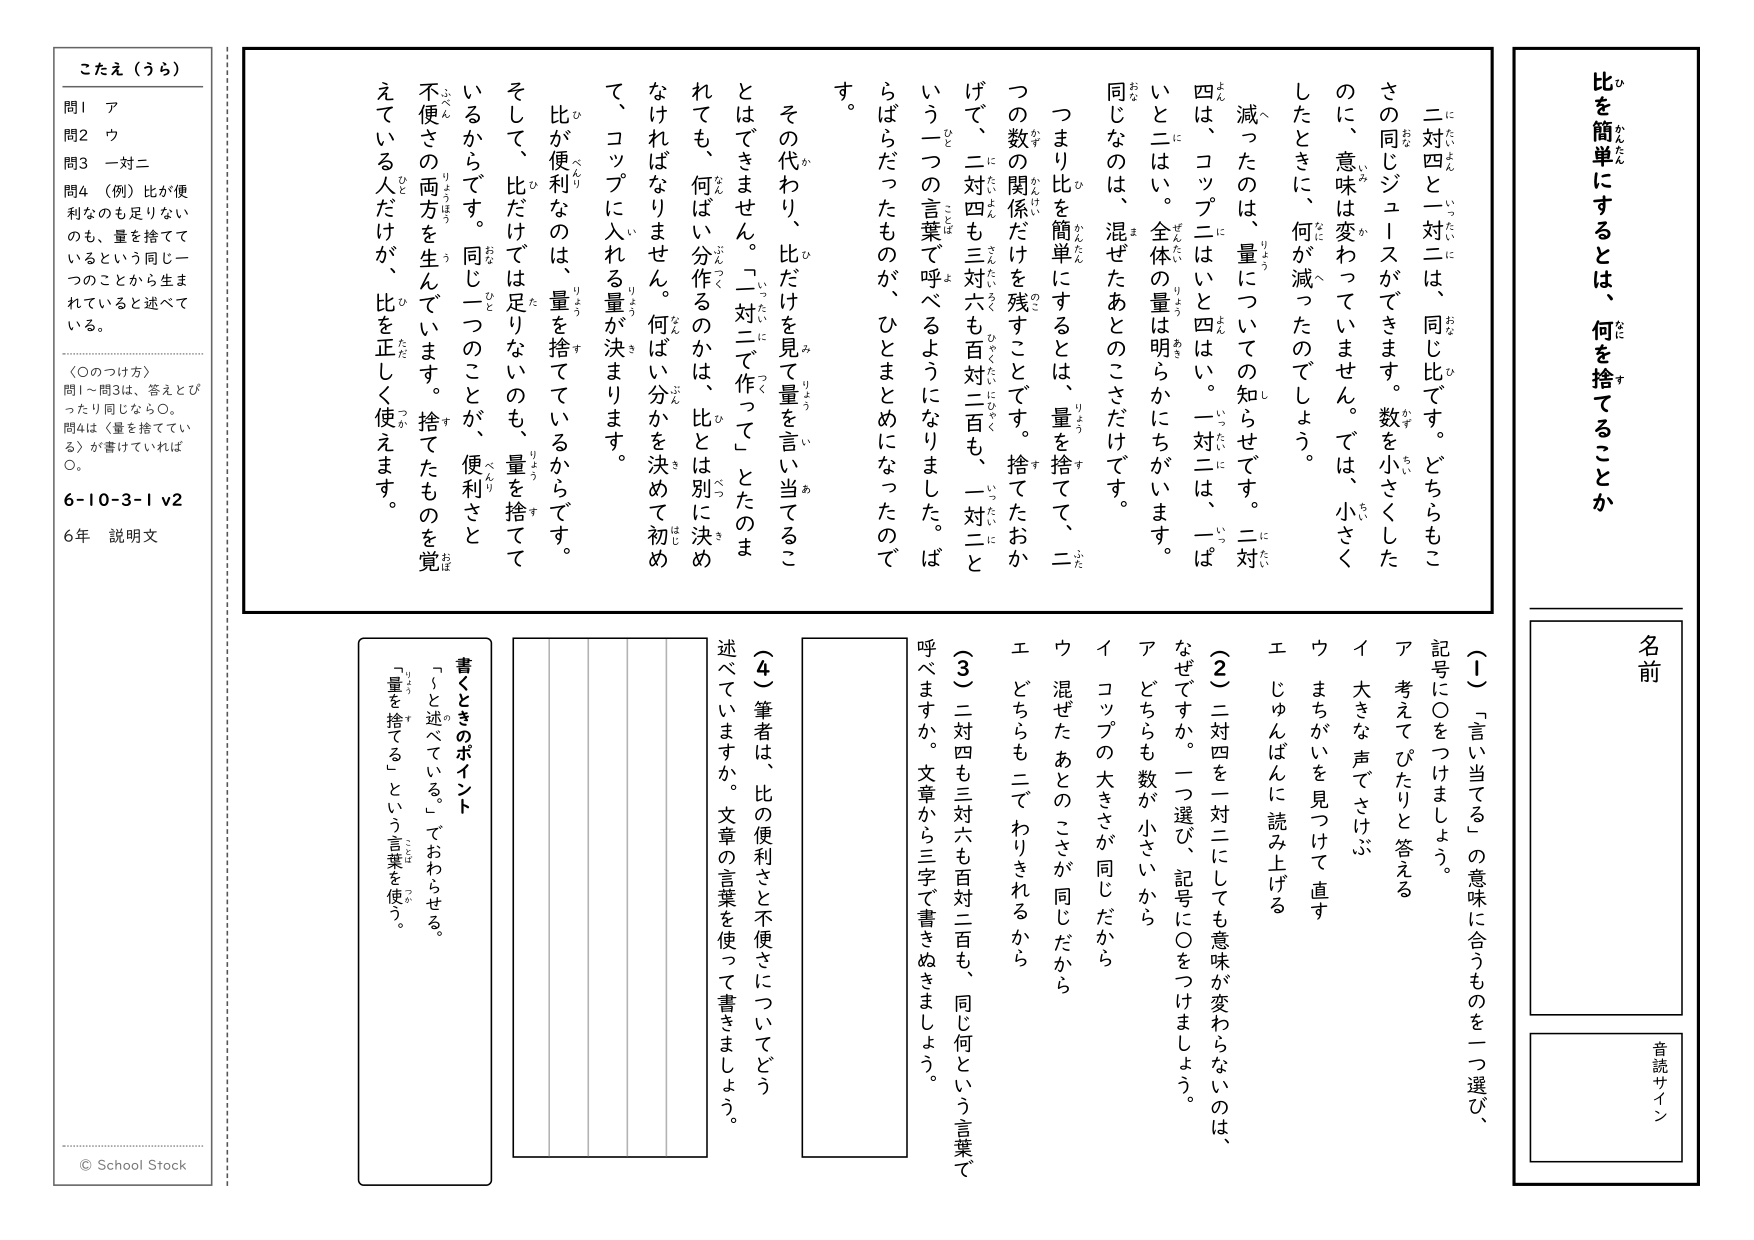 比を簡単にするとは、何を捨てることか
名前
音読サイン
二対四と一対二は、同じ比です。どちらもこ
さの同じジュースができます。数を小さくした
のに、意味は変わっていません。では、小さく
したときに、何が減ったのでしょう。
減ったのは、量についての知らせです。二対
四は、コップ二はいと四はい。一対二は、一ぱ
いと二はい。全体の量は明らかにちがいます。
同じなのは、混ぜたあとのこさだけです。
つまり比を簡単にするとは、量を捨てて、二
つの数の関係だけを残すことです。捨てたおか
げで、二対四も三対六も百対二百も、一対二と
いう一つの言葉で呼べるようになりました。ば
らばらだったものが、ひとまとめになったので
す。
その代わり、比だけを見て量を言い当てるこ
とはできません。「一対二で作って」とたのま
れても、何ばい分作るのかは、比とは別に決め
なければなりません。何ばい分かを決めて初め
て、コップに入れる量が決まります。
比が便利なのは、量を捨てているからです。
そして、比だけでは足りないのも、量を捨てて
いるからです。同じ一つのことが、便利さと
不便さの両方を生んでいます。捨てたものを覚
えている人だけが、比を正しく使えます。
(1)「言い当てる」の意味に合うものを一つ選び、
記号に○をつけましょう。
ア 考えて ぴたりと 答える
イ 大きな 声で さけぶ
ウ まちがいを 見つけて 直す
エ じゅんばんに 読み上げる
(2)二対四を一対二にしても意味が変わらないのは、
なぜですか。一つ選び、記号に○をつけましょう。
ア どちらも 数が 小さい から
イ コップの 大きさが 同じ だから
ウ 混ぜた あとの こさが 同じ だから
エ どちらも 二で わりきれる から
(3)二対四も三対六も百対二百も、同じ何という言葉で
呼べますか。文章から三字で書きぬきましょう。
(4)筆者は、比の便利さと不便さについてどう
述べていますか。文章の言葉を使って書きましょう。
書くときのポイント
「〜と述べている。」でおわらせる。
「量を捨てる」という言葉を使う。
こたえ(うら)
問1 ア
問2 ウ
問3 一対二
問4 (例)比が便
利なのも足りない
のも、量を捨てて
いるという同じ一
つのことから生ま
れていると述べて
いる。
〈○のつけ方〉
問1〜問3は、答えとぴ
ったり同じなら○。
問4は〈量を捨ててい
る〉が書けていれば
○。
6-10-3-1 v2
6年 説明文
© School Stock